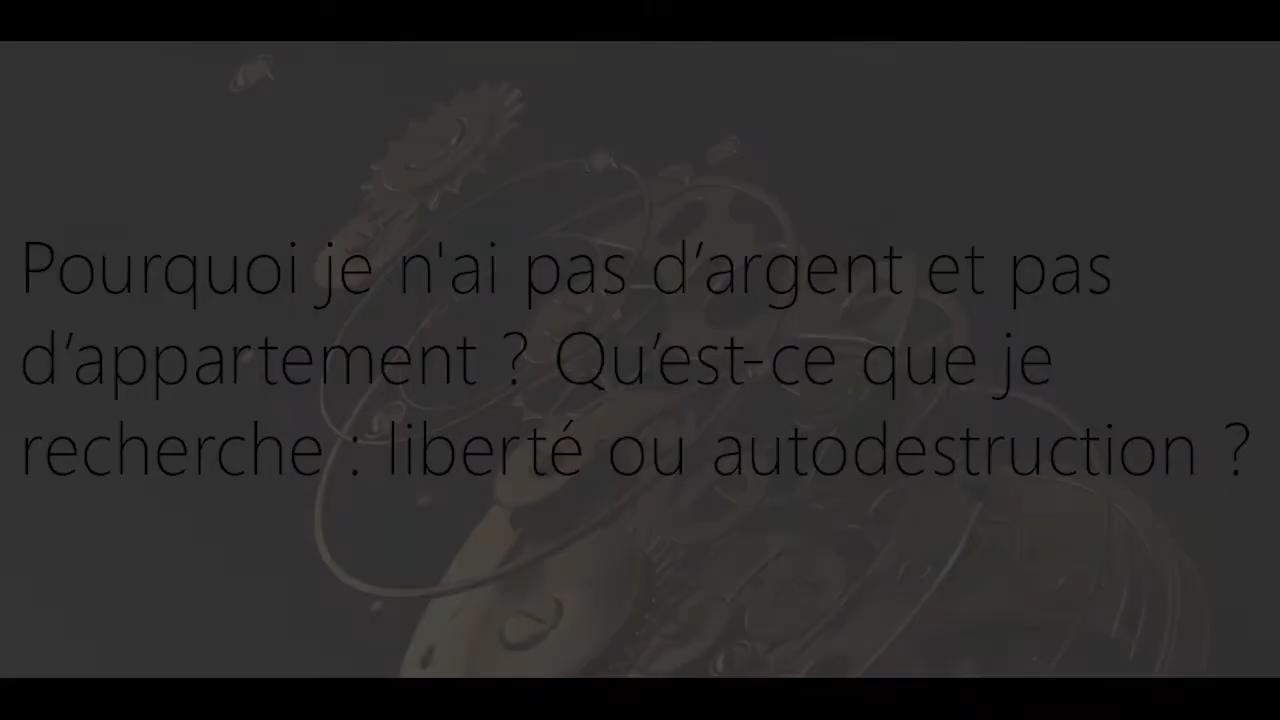 Pourquoi je n'ai pas d’argent et pas
d’appartement ? Qu’est-ce que je
recherche : liberté ou autodestruction ?